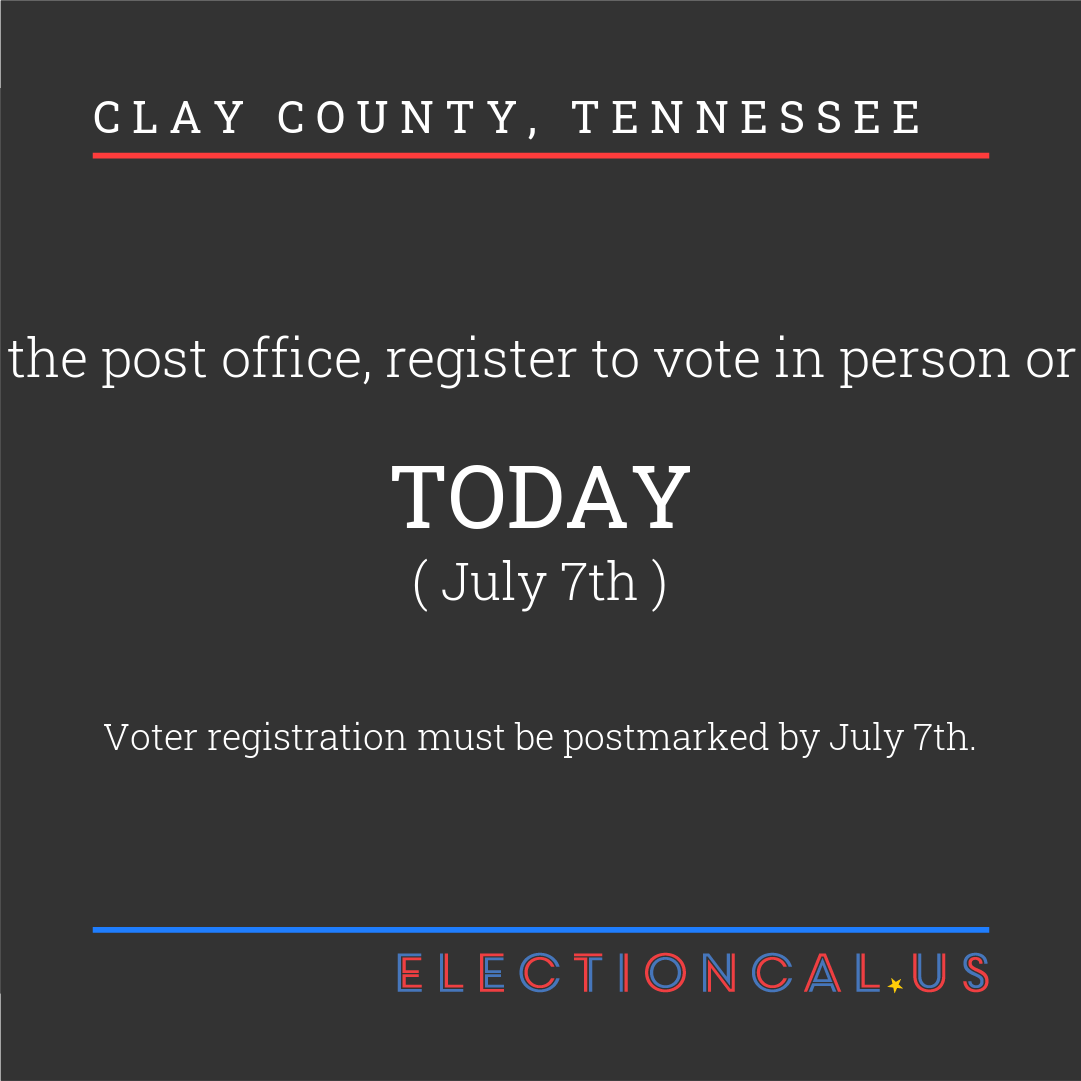 CLAY COUNTY, TENNESSEE
the post office, register to vote in person or
TODAY
( July 7th )
Voter registration must be postmarked by July 7th.
ELECTIONCAL.US